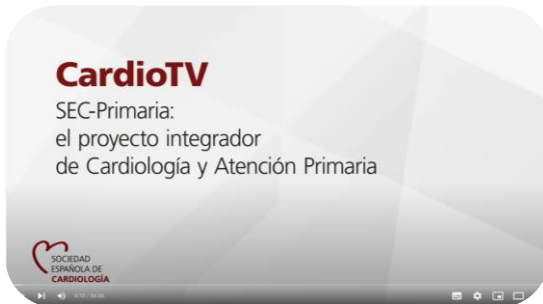 CardioTV
SEC-Primaria:
el proyecto integrador
de Cardiología y Atención Primaria
SOCIEDAD
ESPAÑOLA DE
CARDIOLOGÍA